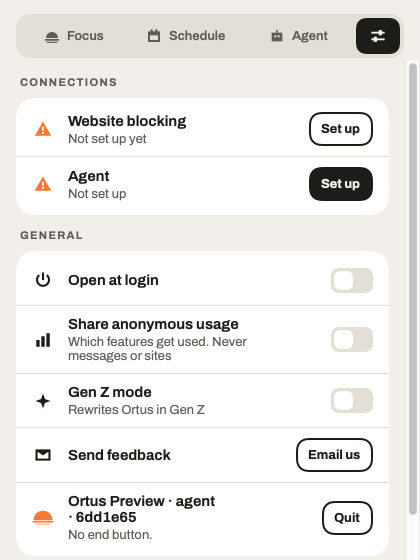 Focus
Schedule
Agent
CONNECTIONS
Website blocking
Not set up yet
Set up
Agent
Not set up
Set up
GENERAL
Open at login
Share anonymous usage
Which features get used. Never
messages or sites
Gen Z mode
Rewrites Ortus in Gen Z
Send feedback
Email us
Ortus Preview · agent
· 6dd1e65
No end button.
Quit